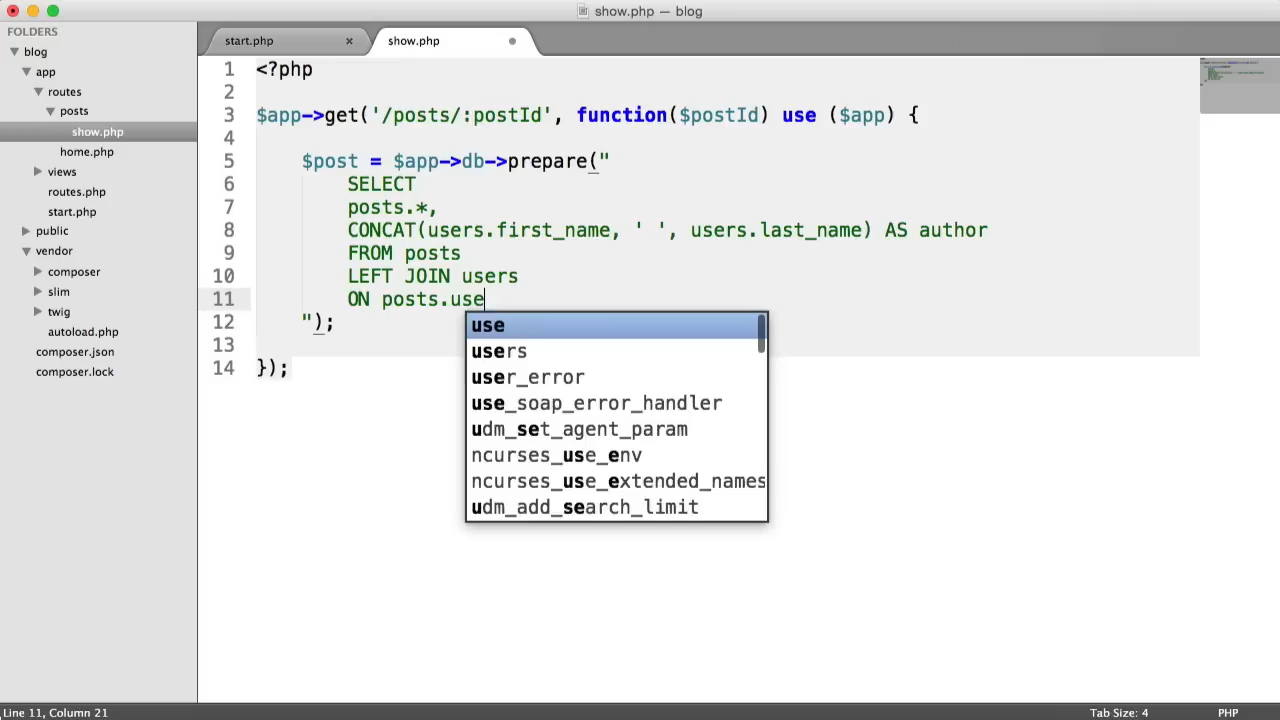 show.php — blog
FOLDERS
blog
app
routes
posts
show.php
home.php
views
routes.php
start.php
public
vendor
composer
slim
twig
autoload.php
composer.json
composer.lock
start.php × show.php
1 <?php
2
3 $app->get('/posts/:postId', function($postId) use ($app) {
4
5 $post = $app->db->prepare("
6 SELECT
7 posts.*,
8 CONCAT(users.first_name, ' ', users.last_name) AS author
9 FROM posts
10 LEFT JOIN users
11 ON posts.use
12 ");
13
14 });
use
users
user_error
use_soap_error_handler
udm_set_agent_param
ncurses_use_env
ncurses_use_extended_names
udm_add_search_limit
Line 11, Column 21 Tab Size: 4 PHP